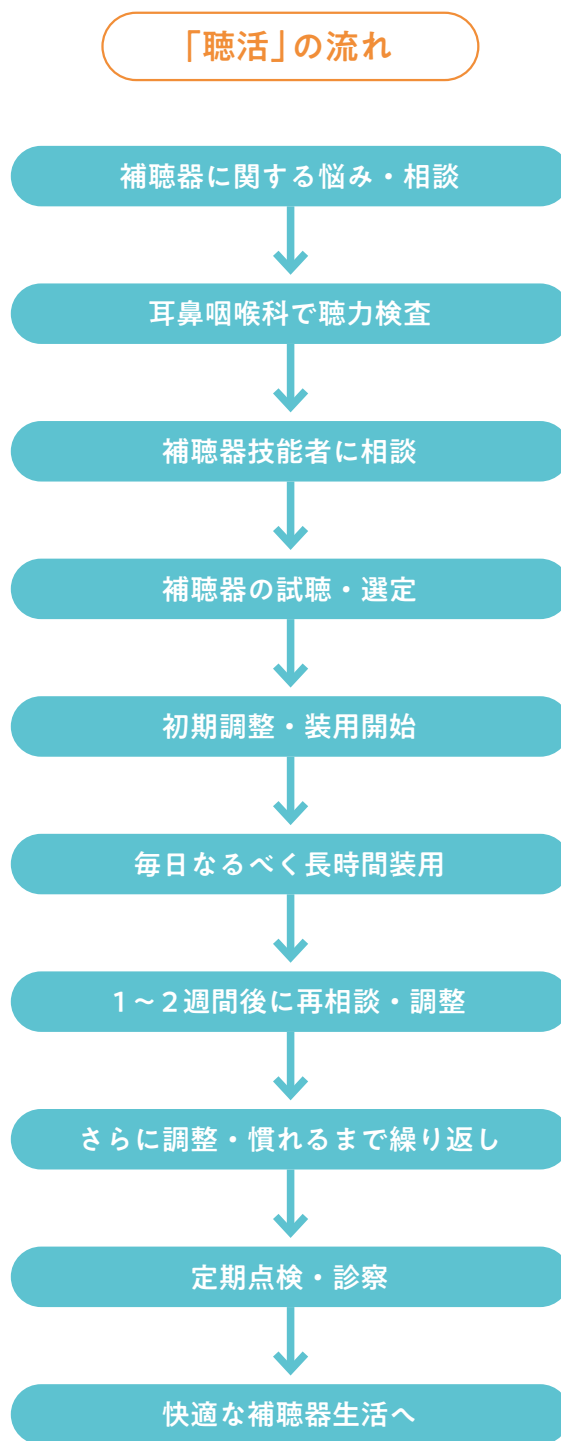 「聴活」の流れ
補聴器に関する悩み・相談
耳鼻咽喉科で聴力検査
補聴器技能者に相談
補聴器の試聴・選定
初期調整・装用開始
毎日なるべく長時間装用
1～2週間後に再相談・調整
さらに調整・慣れるまで繰り返し
定期点検・診察
快適な補聴器生活へ